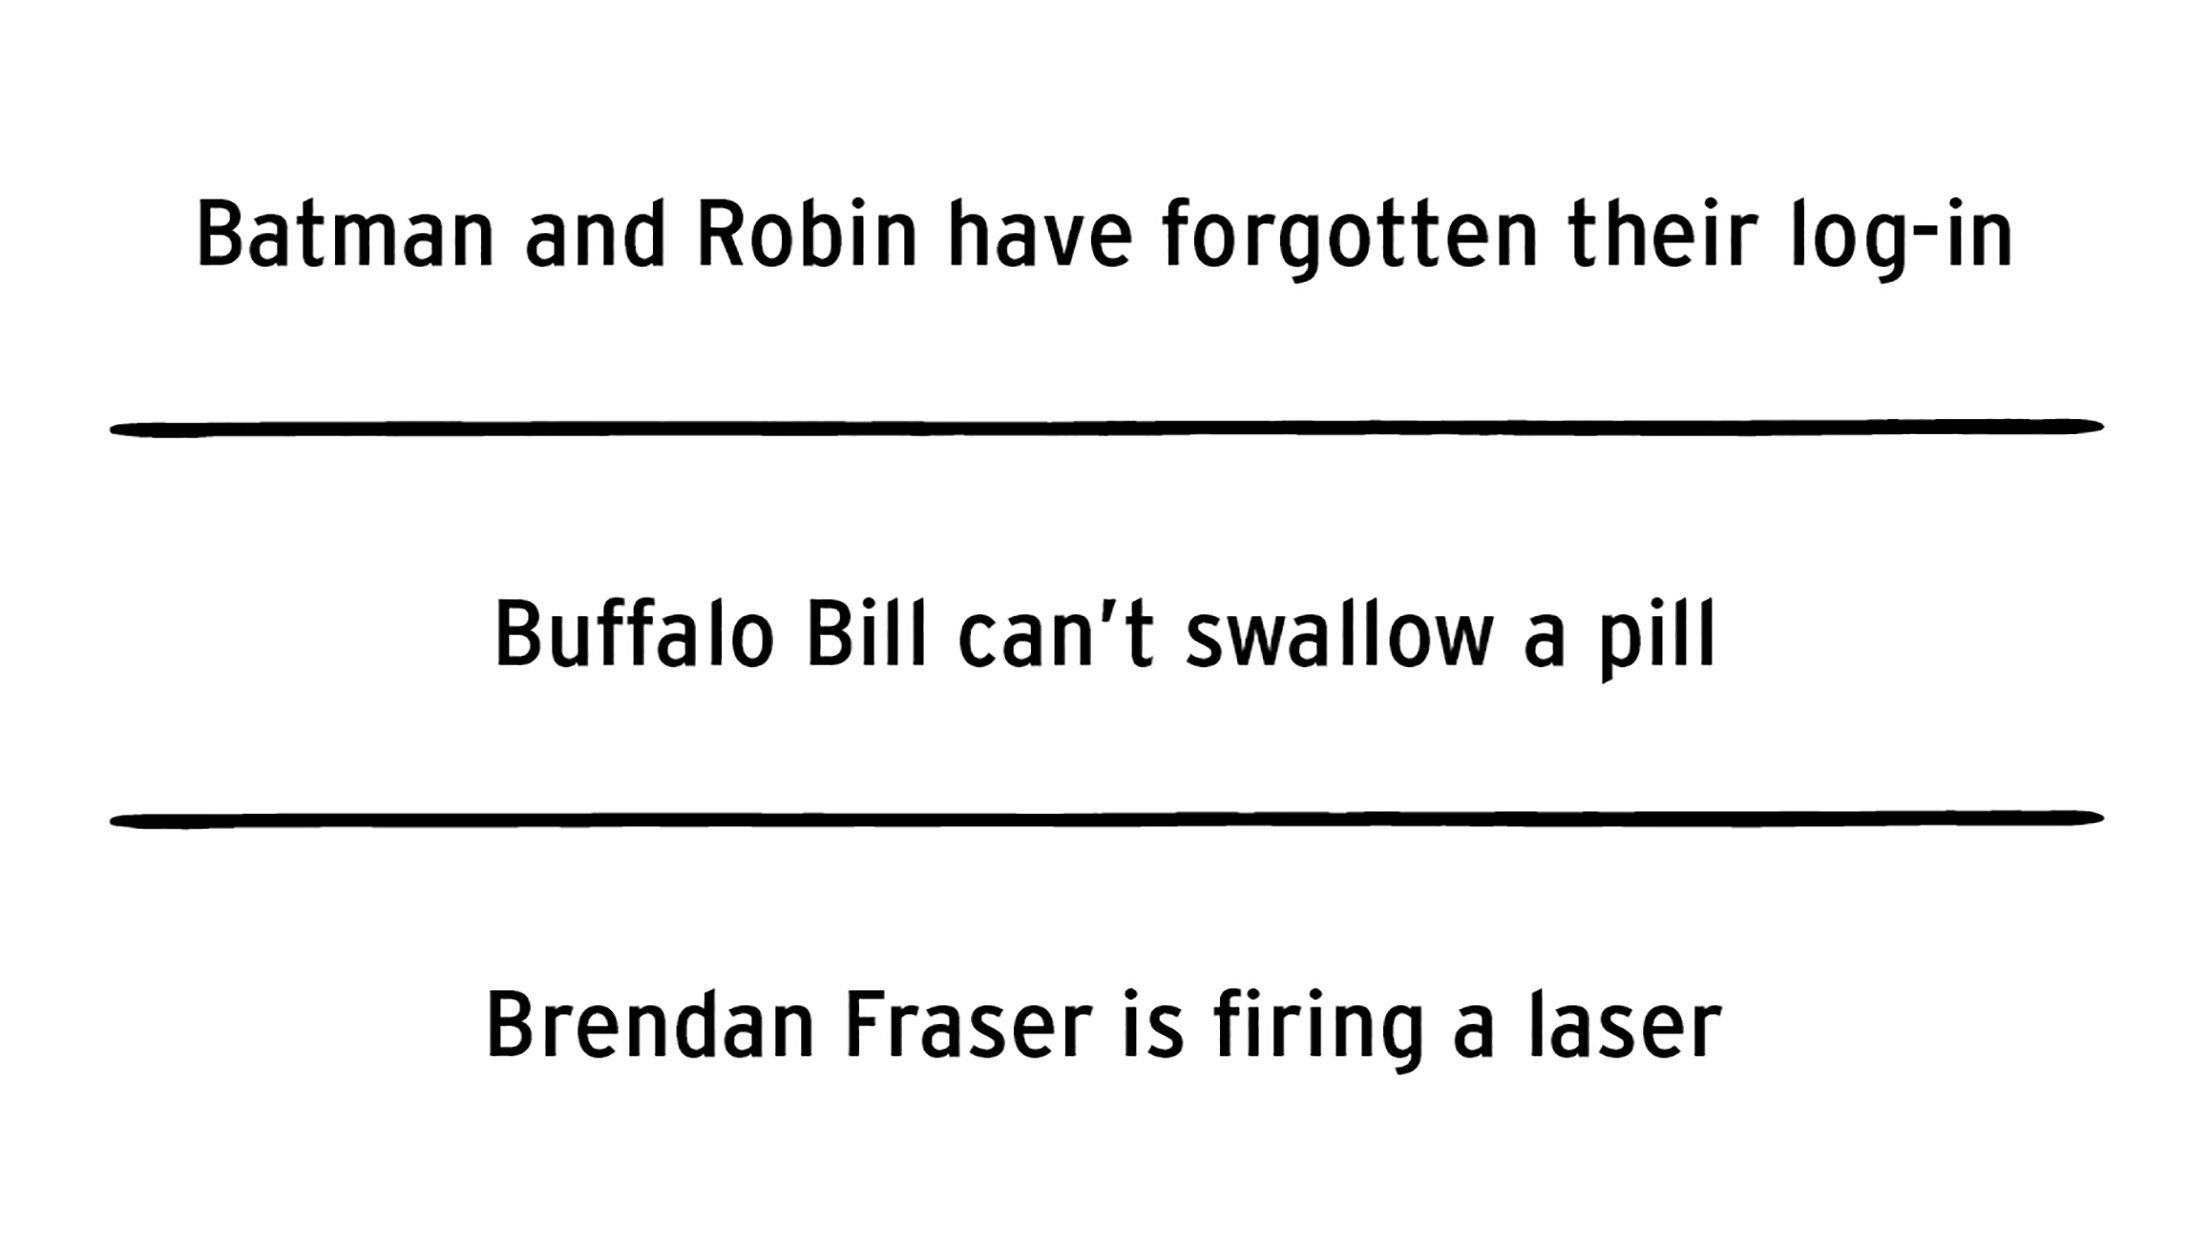 Batman and Robin have forgotten their log-in
Buffalo Bill can’t swallow a pill
Brendan Fraser is firing a laser